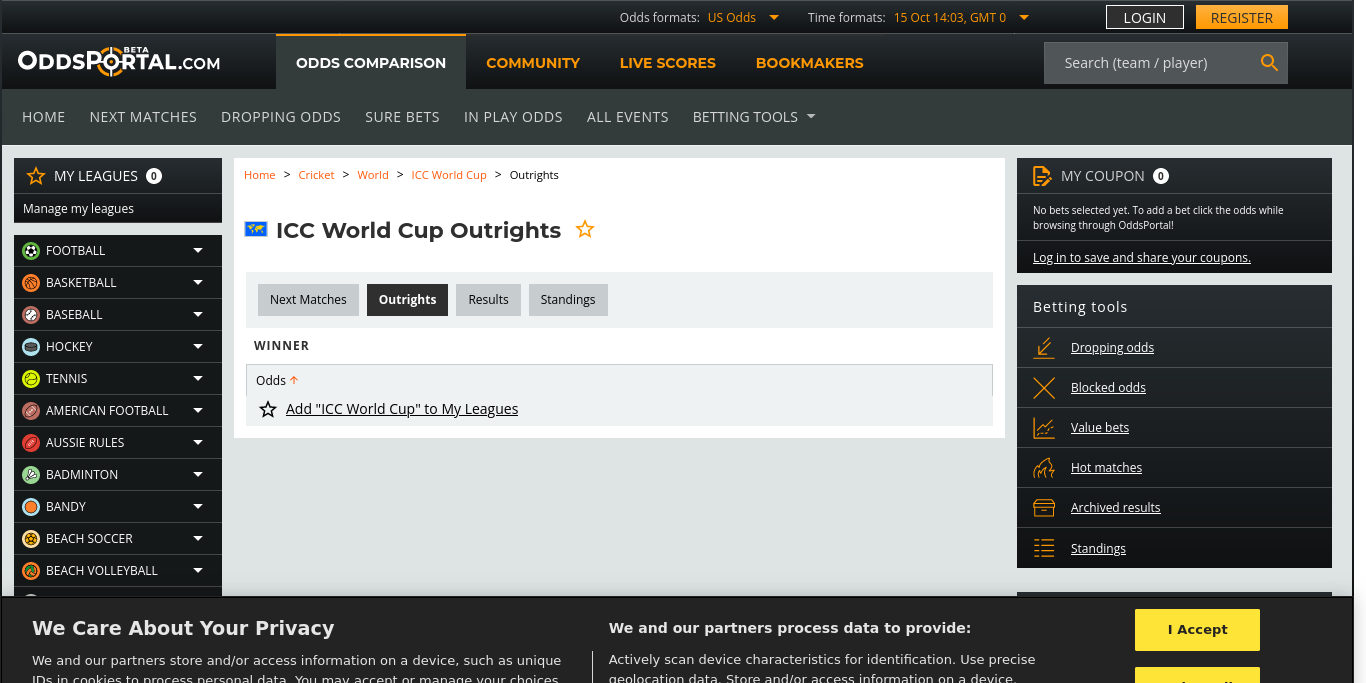 Odds formats: US Odds
Time formats: 15 Oct 14:03, GMT 0
LOGIN
REGISTER
ODDSPORTAL.COM
BETA
ODDS COMPARISON
COMMUNITY
LIVE SCORES
BOOKMAKERS
Search (team / player)
HOME
NEXT MATCHES
DROPPING ODDS
SURE BETS
IN PLAY ODDS
ALL EVENTS
BETTING TOOLS
MY LEAGUES 0
Manage my leagues
FOOTBALL
BASKETBALL
BASEBALL
HOCKEY
TENNIS
AMERICAN FOOTBALL
AUSSIE RULES
BADMINTON
BANDY
BEACH SOCCER
BEACH VOLLEYBALL
Home > Cricket > World > ICC World Cup > Outrights
ICC World Cup Outrights
Next Matches
Outrights
Results
Standings
WINNER
Odds
Add "ICC World Cup" to My Leagues
MY COUPON 0
No bets selected yet. To add a bet click the odds while
browsing through OddsPortal!
Log in to save and share your coupons.
Betting tools
Dropping odds
Blocked odds
Value bets
Hot matches
Archived results
Standings
We Care About Your Privacy
We and our partners store and/or access information on a device, such as unique
IDs in cookies to process personal data. You may accept or manage your choices
We and our partners process data to provide:
Actively scan device characteristics for identification. Use precise
geolocation data. Store and/or access information on a device.
I Accept